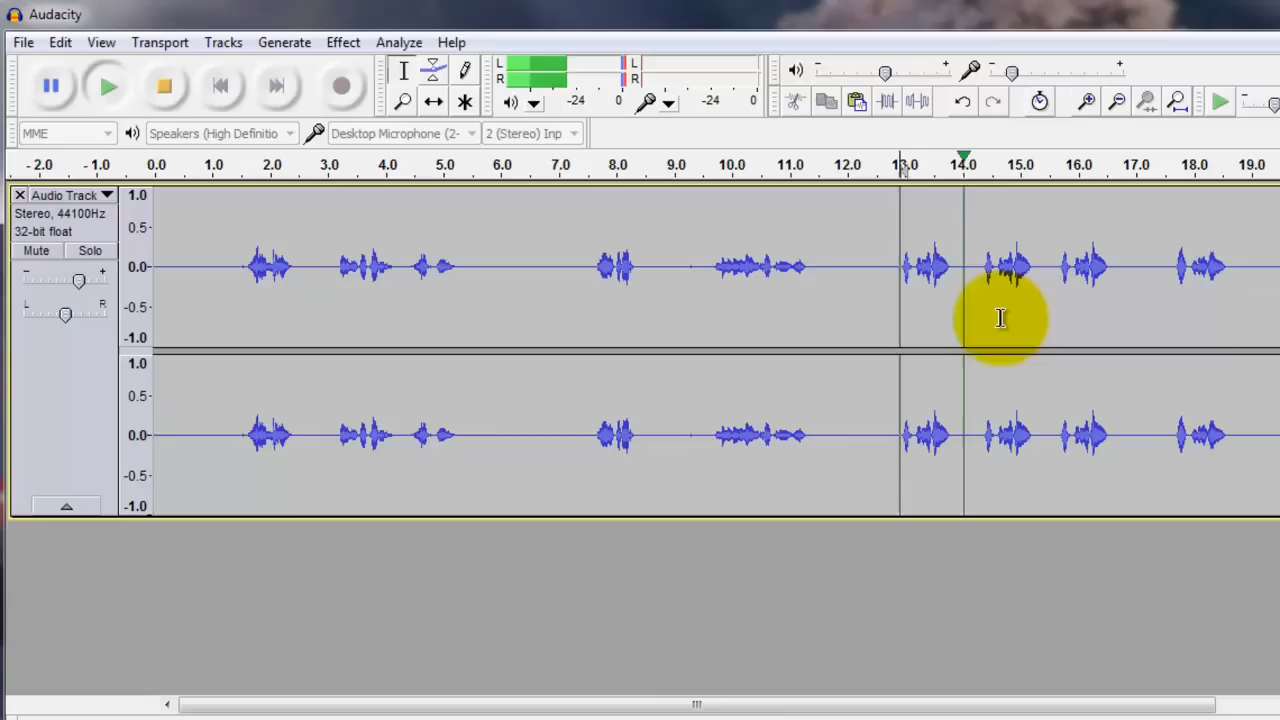 Audacity
File Edit View Transport Tracks Generate Effect Analyze Help
L L
R R
-24 0 -24 0
MME Speakers (High Definitio Desktop Microphone (2- 2 (Stereo) Inp
- 2.0 - 1.0 0.0 1.0 2.0 3.0 4.0 5.0 6.0 7.0 8.0 9.0 10.0 11.0 12.0 13.0 14.0 15.0 16.0 17.0 18.0 19.0
Audio Track
Stereo, 44100Hz
32-bit float
Mute Solo
- +
L R
1.0
0.5-
0.0-
-0.5-
-1.0
1.0
0.5-
0.0-
-0.5-
-1.0